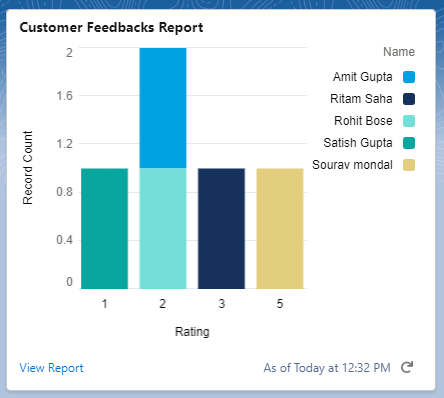 Customer Feedbacks Report
Name
Amit Gupta
Ritam Saha
Rohit Bose
Satish Gupta
Sourav mondal
Record Count
2
1.6
1.2
0.8
0.4
0
1 2 3 5
Rating
View Report
As of Today at 12:32 PM